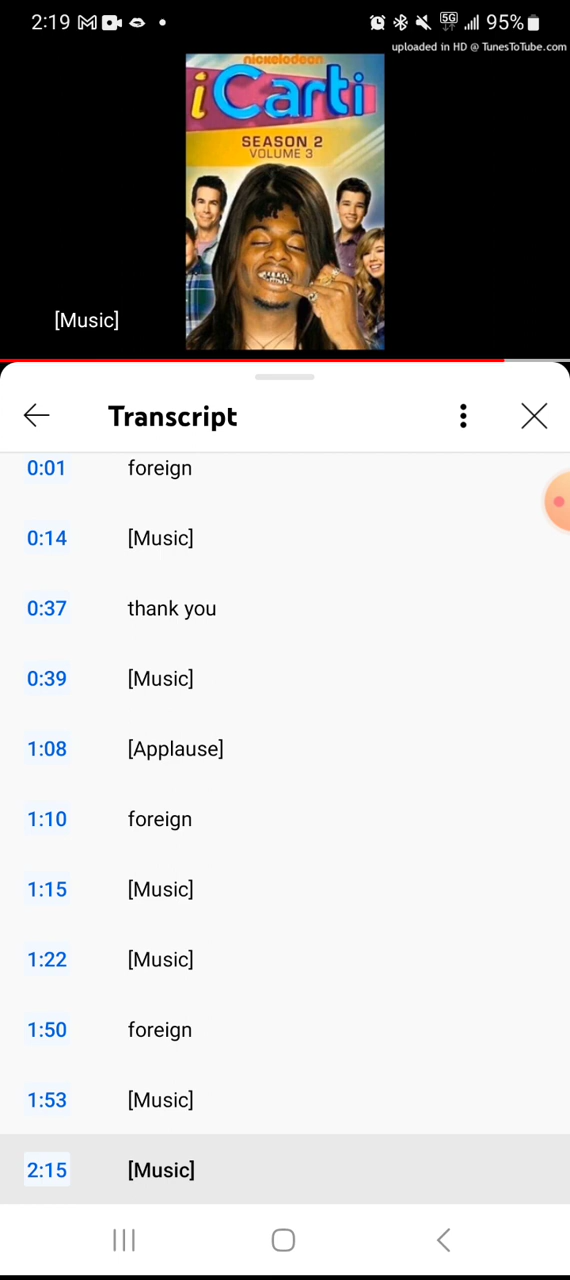 2:19
5G
95%
uploaded in HD @ TunesToTube.com
nickelodeon
iCarti
SEASON 2
VOLUME 3
[Music]
Transcript
0:01 foreign
0:14 [Music]
0:37 thank you
0:39 [Music]
1:08 [Applause]
1:10 foreign
1:15 [Music]
1:22 [Music]
1:50 foreign
1:53 [Music]
2:15 [Music]